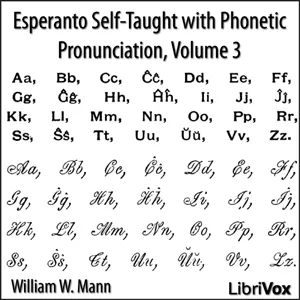 Esperanto Self-Taught with Phonetic
Pronunciation, Volume 3
Aa, Bb, Cc, Ĉĉ, Dd, Ee, Ff,
Gg, Ĝĝ, Hh, Ĥĥ, Ii, Jj, Ĵĵ,
Kk, Ll, Mm, Nn, Oo, Pp, Rr,
Ss, Ŝŝ, Tt, Uu, Ŭŭ, Vv, Zz.
Aa, Bb, Cc, Ĉĉ, Dd, Ee, Ff,
Gg, Ĝĝ, Hh, Ĥĥ, Ii, Jj, Ĵĵ,
Kk, Ll, Mm, Nn, Oo, Pp, Rr,
Ss, Ŝŝ, Tt, Uu, Ŭŭ, Vv, Zz.
William W. Mann
LibriVox